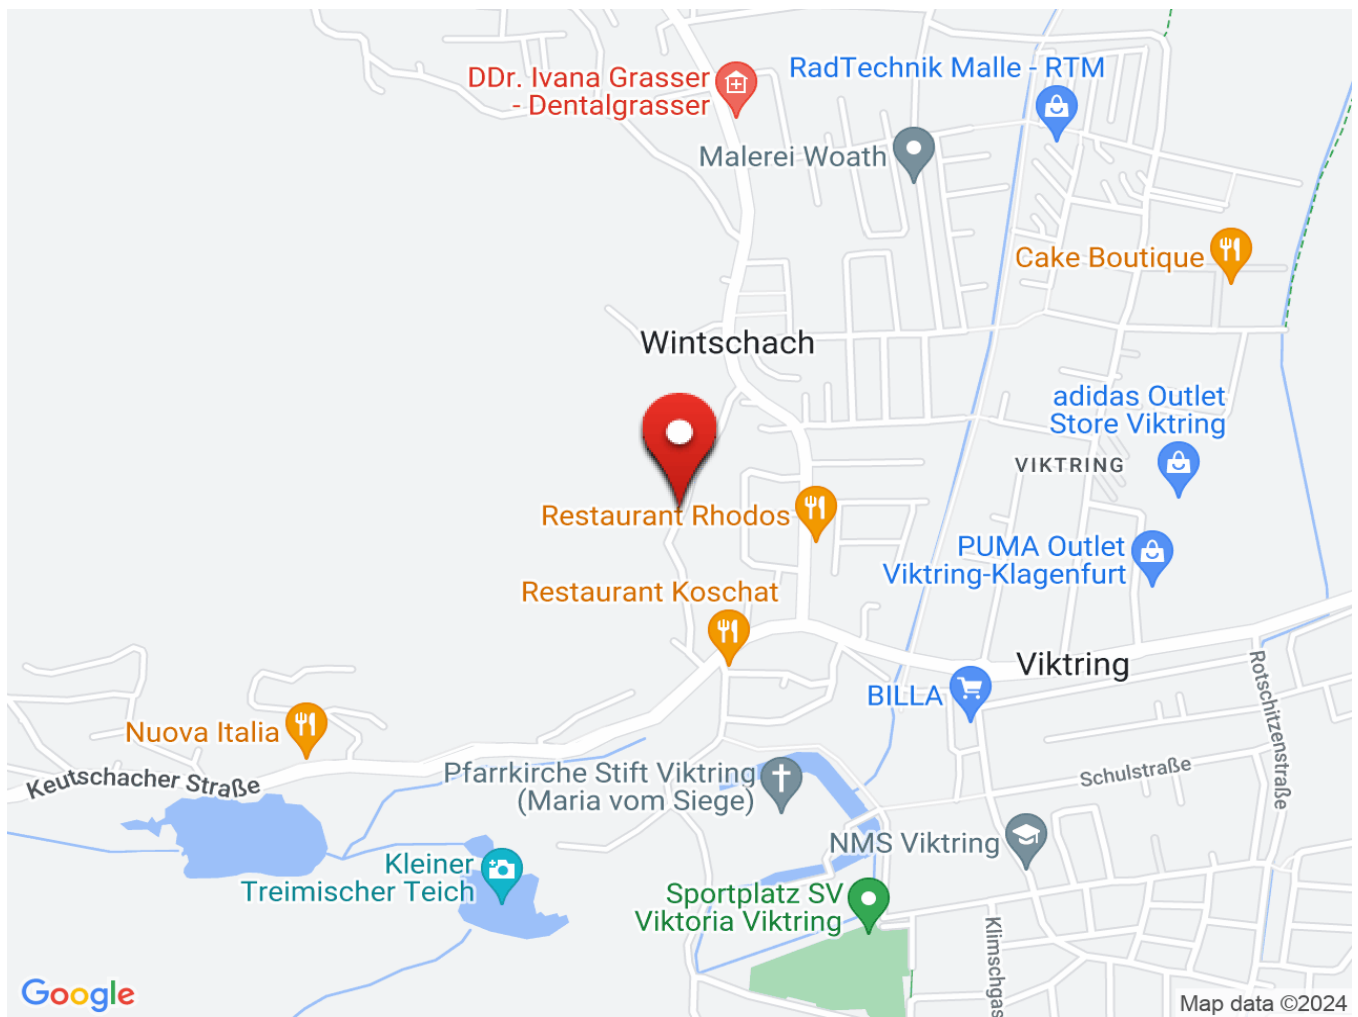 DDr. Ivana Grasser
- Dentalgrasser
RadTechnik Malle - RTM
Malerei Woath
Cake Boutique
Wintschach
adidas Outlet
Store Viktring
VIKTRING
Restaurant Rhodos
PUMA Outlet
Viktring-Klagenfurt
Restaurant Koschat
Viktring
Rotschitzenstraße
BILLA
Nuova Italia
Keutschacher Straße
Pfarrkirche Stift Viktring
(Maria vom Siege)
Schulstraße
NMS Viktring
Kleiner
Treimischer Teich
Sportplatz SV
Viktoria Viktring
Klimschgas
Google
Map data ©2024